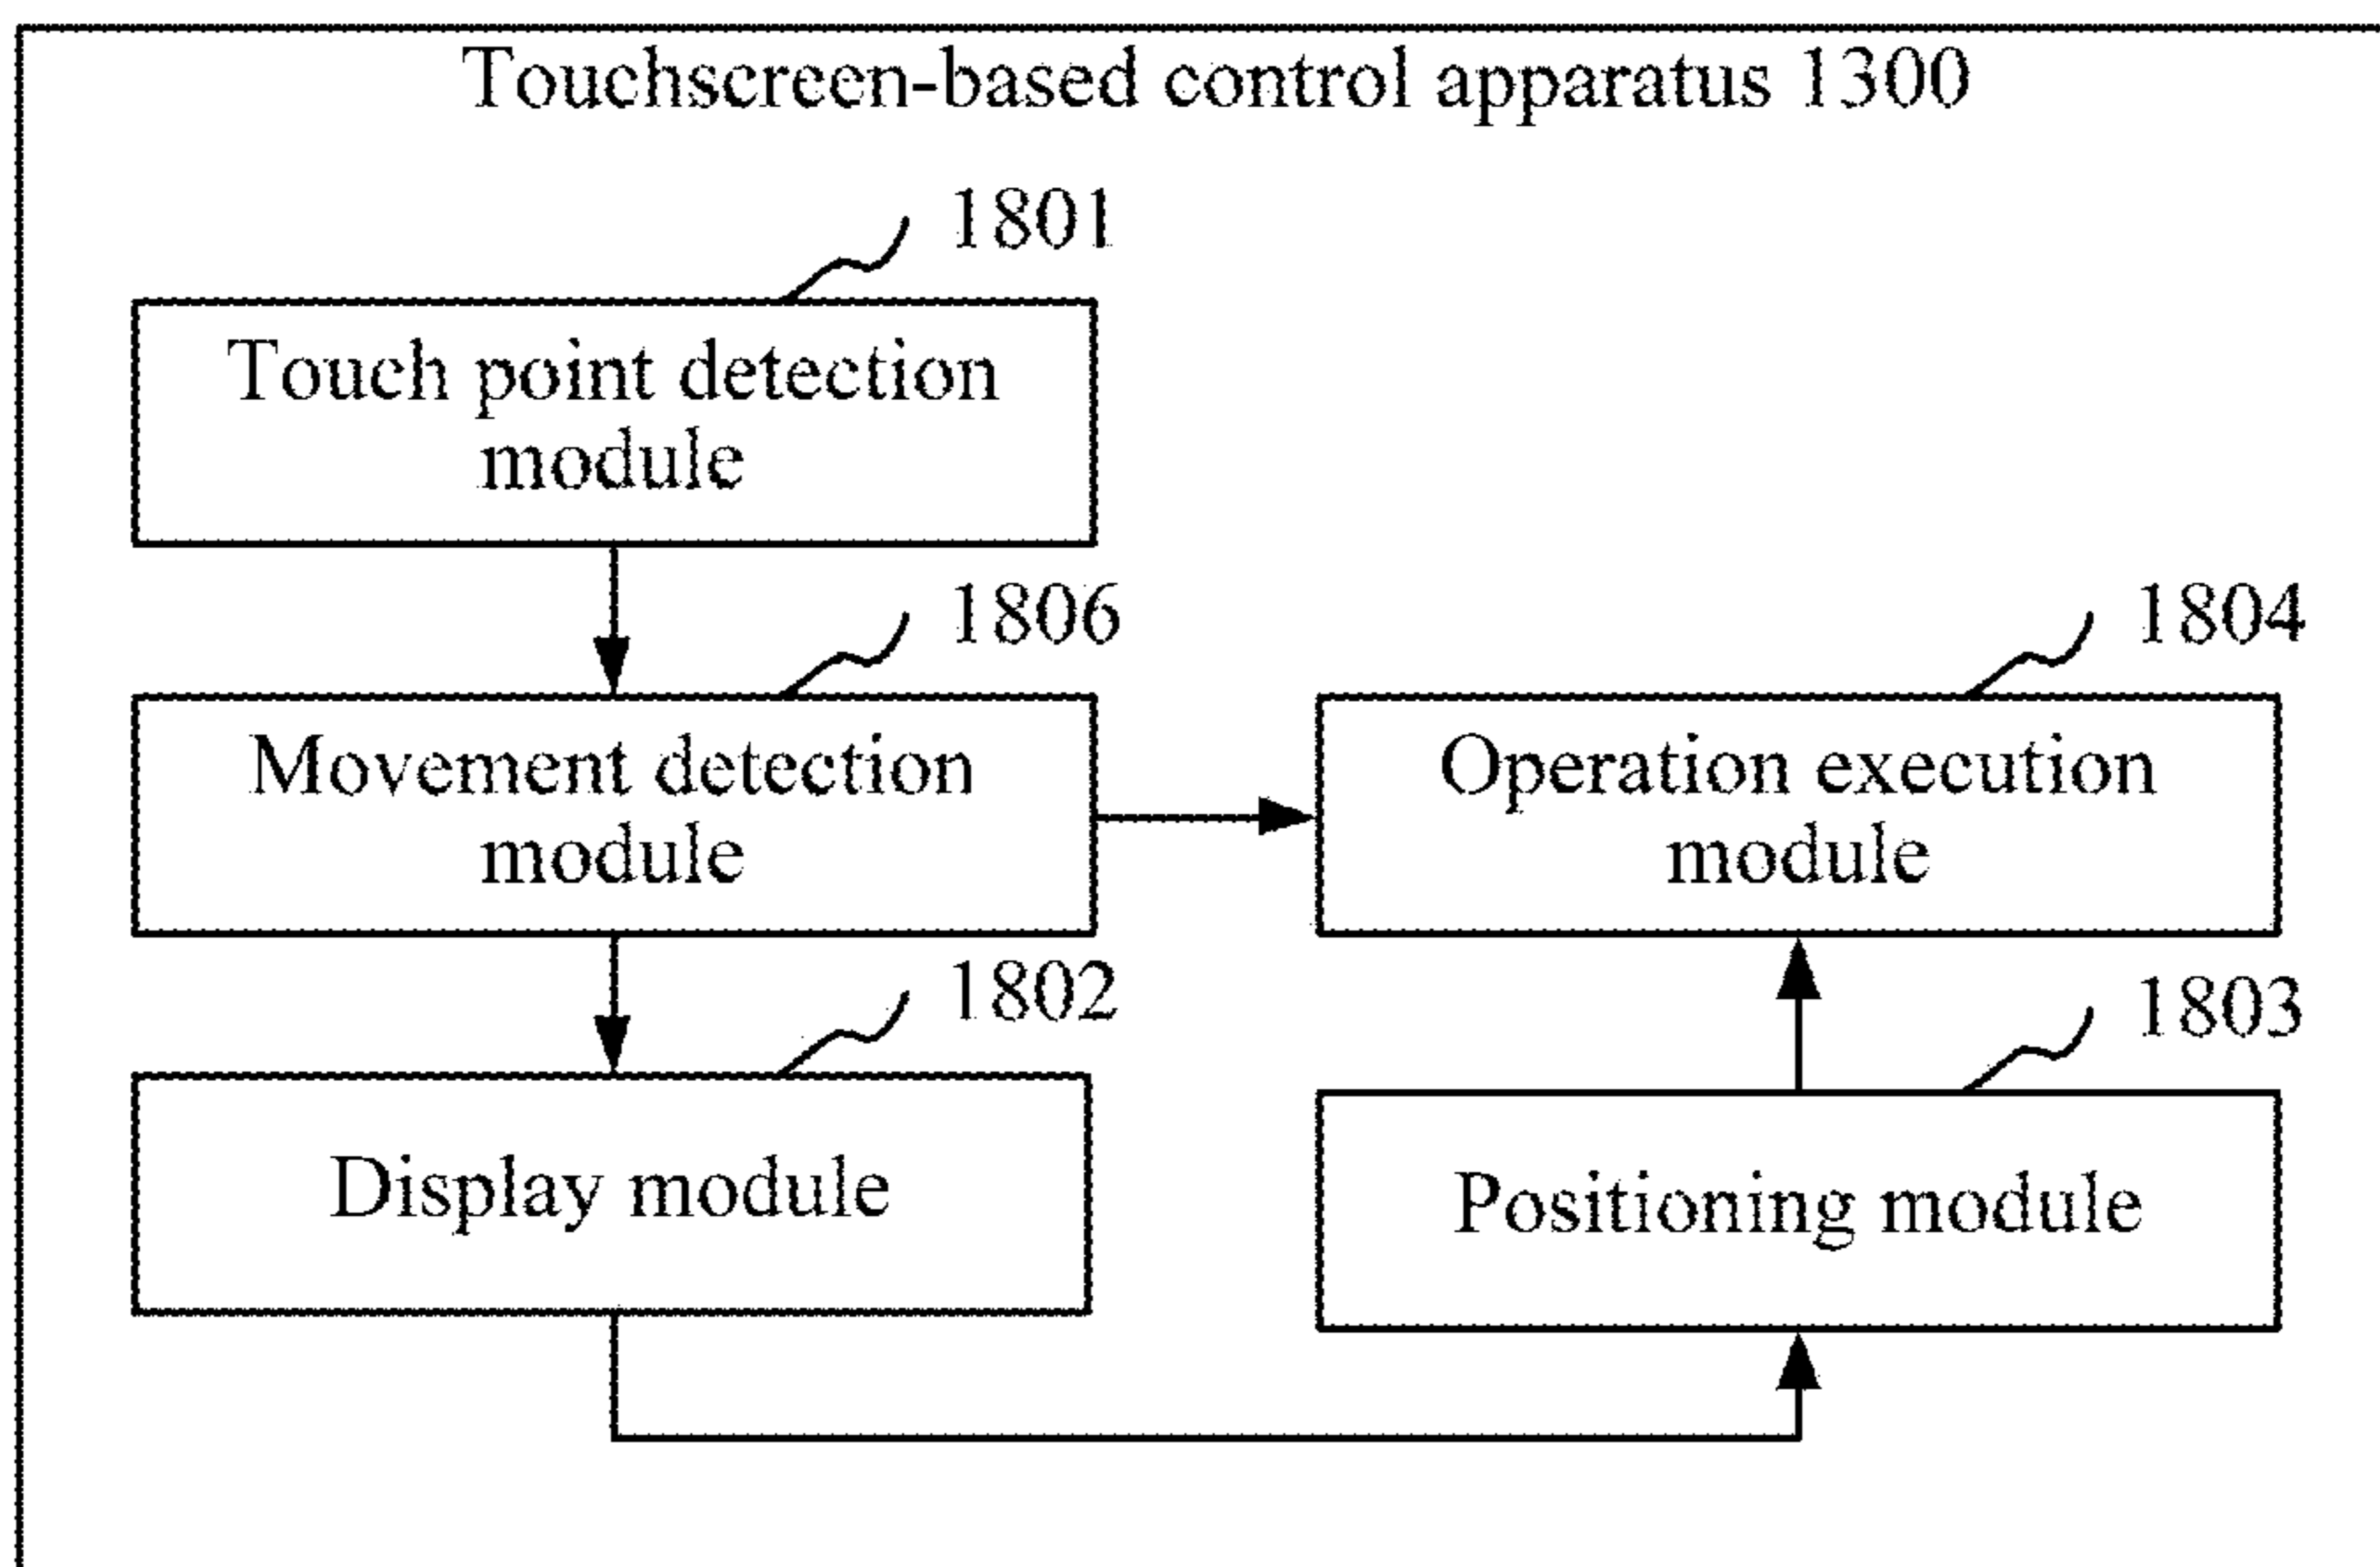 Touchscreen-based control apparatus 1300
1801
Touch point detection
module
1806
Movement detection
module
1804
Operation execution
module
1802
Display module
1803
Positioning module